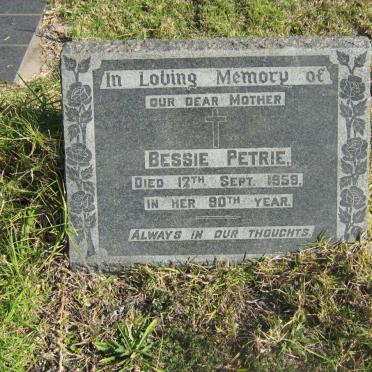 In Loving Memory of
OUR DEAR MOTHER
BESSIE PETRIE,
DIED 17TH SEPT. 1959.
IN HER 90TH YEAR.
ALWAYS IN OUR THOUGHTS.